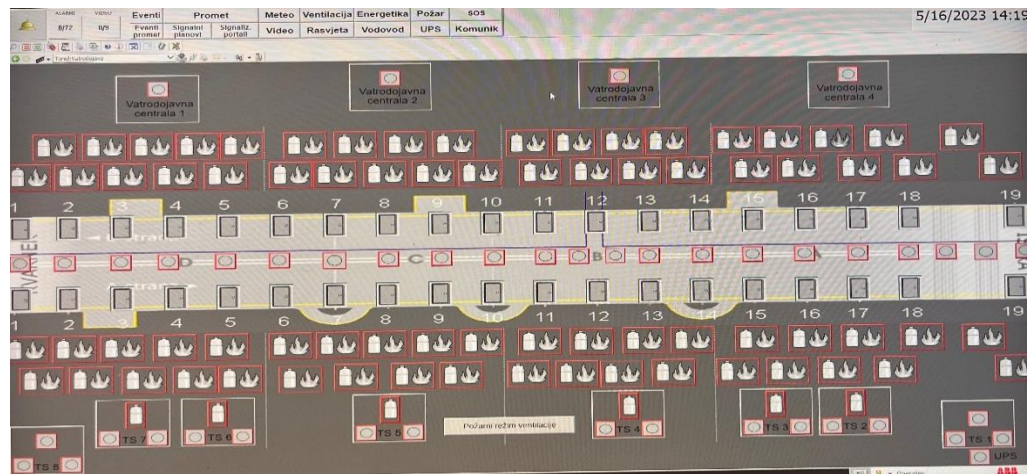 ALARMI VIDEO Eventi Promet Meteo Ventilacija Energetika Požar SOS
0/12 0/9 Eventi promet Signalni planovi Signaliz. portali Video Rasvjeta Vodovod UPS Komunik
5/16/2023 14:19
Vatrodojavna centrala 1
Vatrodojavna centrala 2
Vatrodojavna centrala 3
Vatrodojavna centrala 4
1 2 3 4 5 6 7 8 9 10 11 12 13 14 15 16 17 18 19
KVARNER
D C B A
1 2 3 4 5 6 7 8 9 10 11 12 13 14 15 16 17 18 19
TS 8
TS 7
TS 6
TS 5
Požarni režim ventilacije
TS 4
TS 3
TS 2
TS 1
UPS
ABB